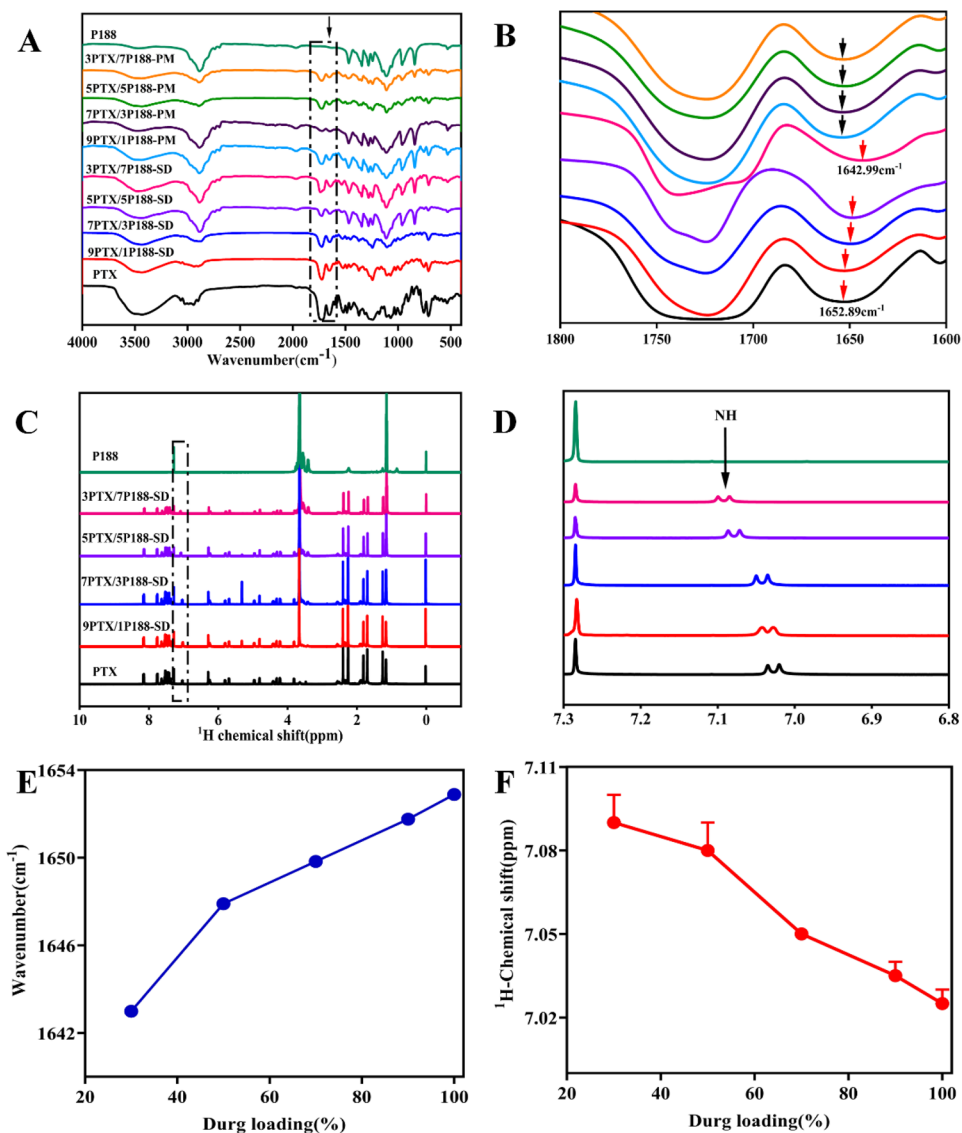 A
P188
3PTX/7P188-PM
5PTX/5P188-PM
7PTX/3P188-PM
9PTX/1P188-PM
3PTX/7P188-SD
5PTX/5P188-SD
7PTX/3P188-SD
9PTX/1P188-SD
PTX
4000 3500 3000 2500 2000 1500 1000 500
Wavenumber(cm⁻¹)
B
1642.99cm⁻¹
1652.89cm⁻¹
1800 1750 1700 1650 1600
C
P188
3PTX/7P188-SD
5PTX/5P188-SD
7PTX/3P188-SD
9PTX/1P188-SD
PTX
10 8 6 4 2 0
¹H chemical shift(ppm)
D
NH
7.3 7.2 7.1 7.0 6.9 6.8
E
1654
1650
1646
1642
Wavenumber(cm⁻¹)
20 40 60 80 100
Durg loading(%)
F
7.11
7.08
7.05
7.02
¹H-Chemical shift(ppm)
20 40 60 80 100
Durg loading(%)